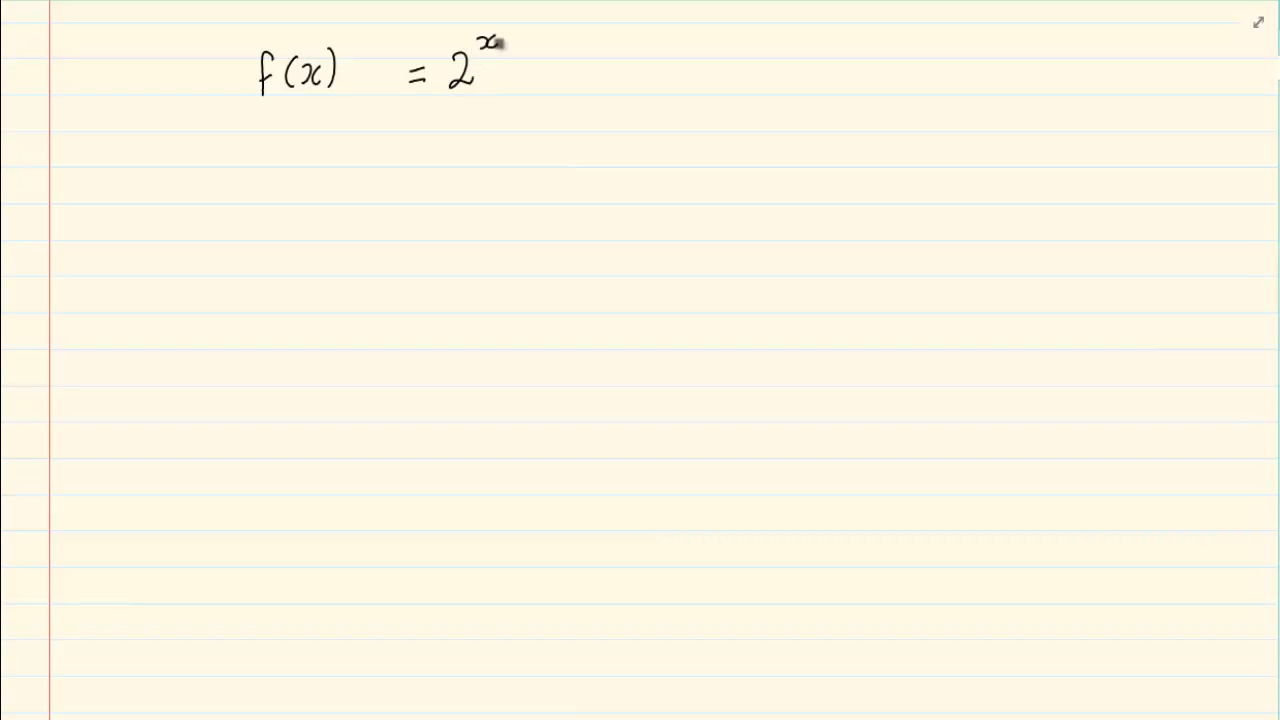 f(x) = 2^x